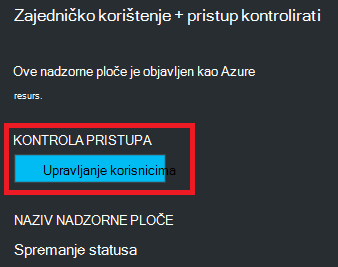 Zajedničko korištenje + pristup kontrolirati
Ove nadzorne ploče je objavljen kao Azure
resurs.
KONTROLA PRISTUPA
Upravljanje korisnicima
NAZIV NADZORNE PLOČE
Spremanje statusa